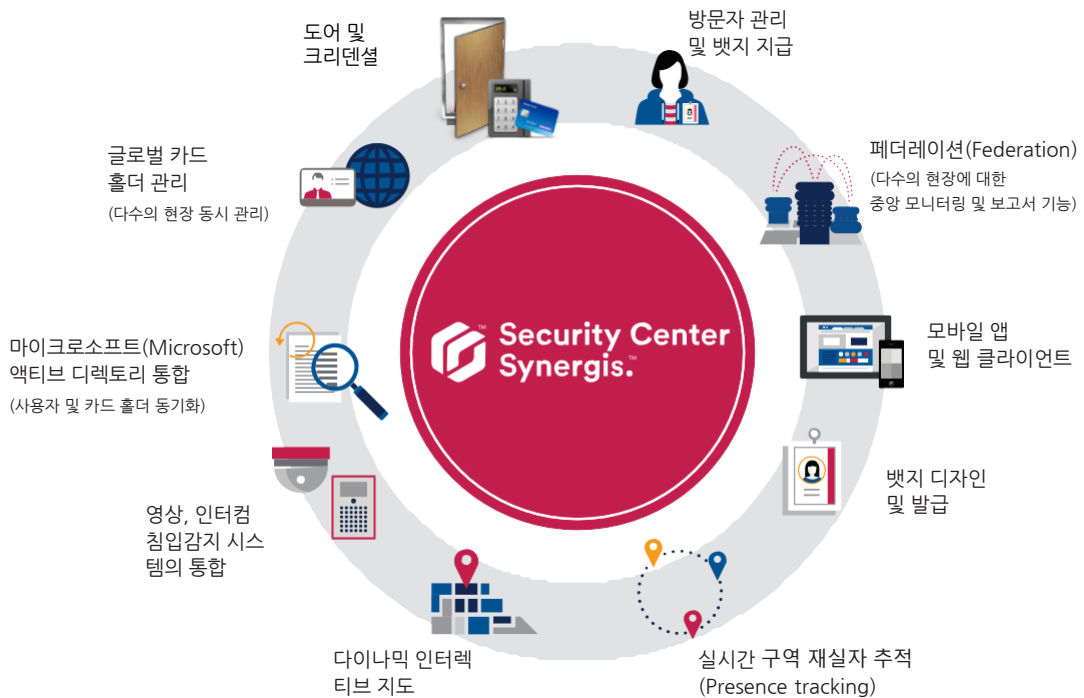 도어 및
크리덴셜
방문자 관리
및 뱃지 지급
페더레이션(Federation)
(다수의 현장에 대한
중앙 모니터링 및 보고서 기능)
모바일 앱
및 웹 클라이언트
뱃지 디자인
및 발급
실시간 구역 재실자 추적
(Presence tracking)
다이나믹 인터렉
티브 지도
영상, 인터컴
침입감지 시스
템의 통합
마이크로소프트(Microsoft)
액티브 디렉토리 통합
(사용자 및 카드 홀더 동기화)
글로벌 카드
홀더 관리
(다수의 현장 동시 관리)
™ Security Center
Synergis.™